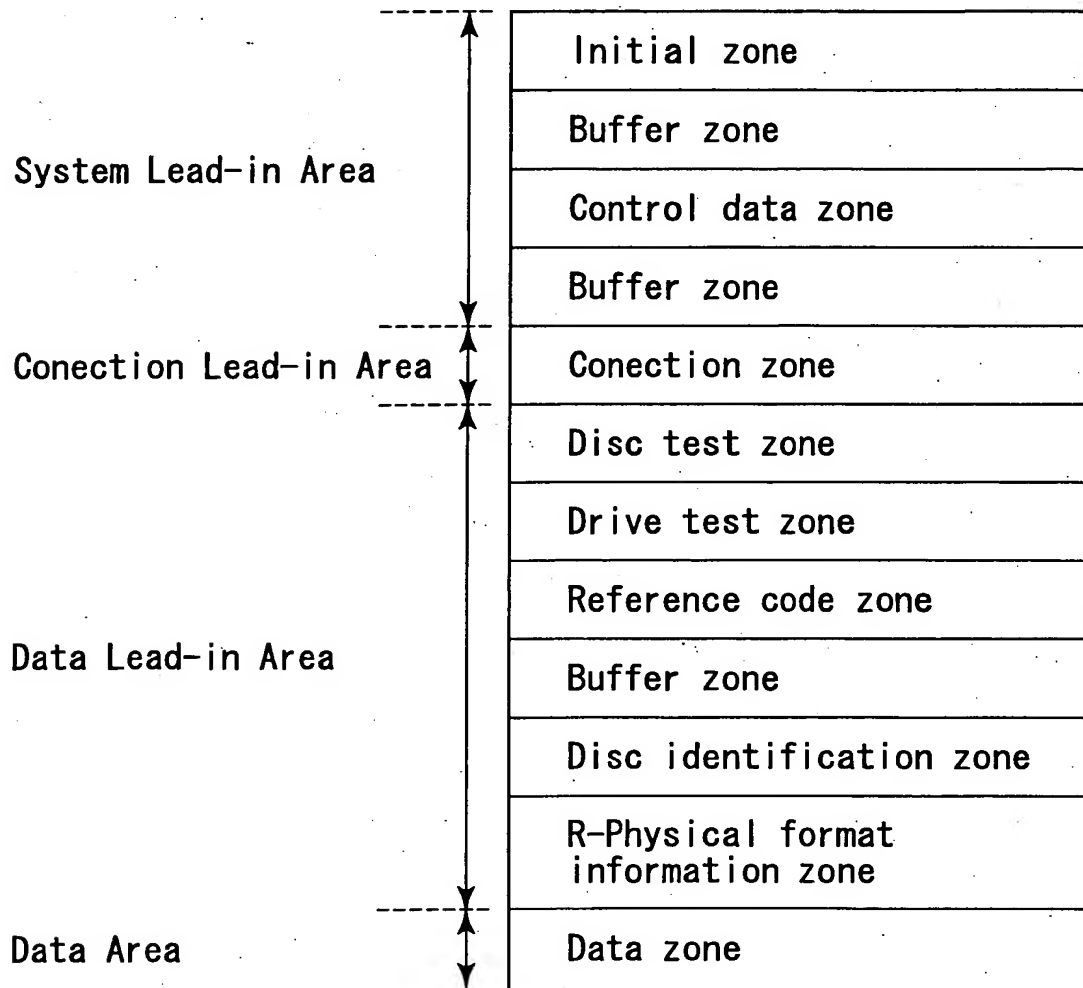 Initial zone
Buffer zone
System Lead-in Area
Control data zone
Buffer zone
Conection Lead-in Area
Conection zone
Disc test zone
Drive test zone
Reference code zone
Data Lead-in Area
Buffer zone
Disc identification zone
R-Physical format
information zone
Data Area
Data zone